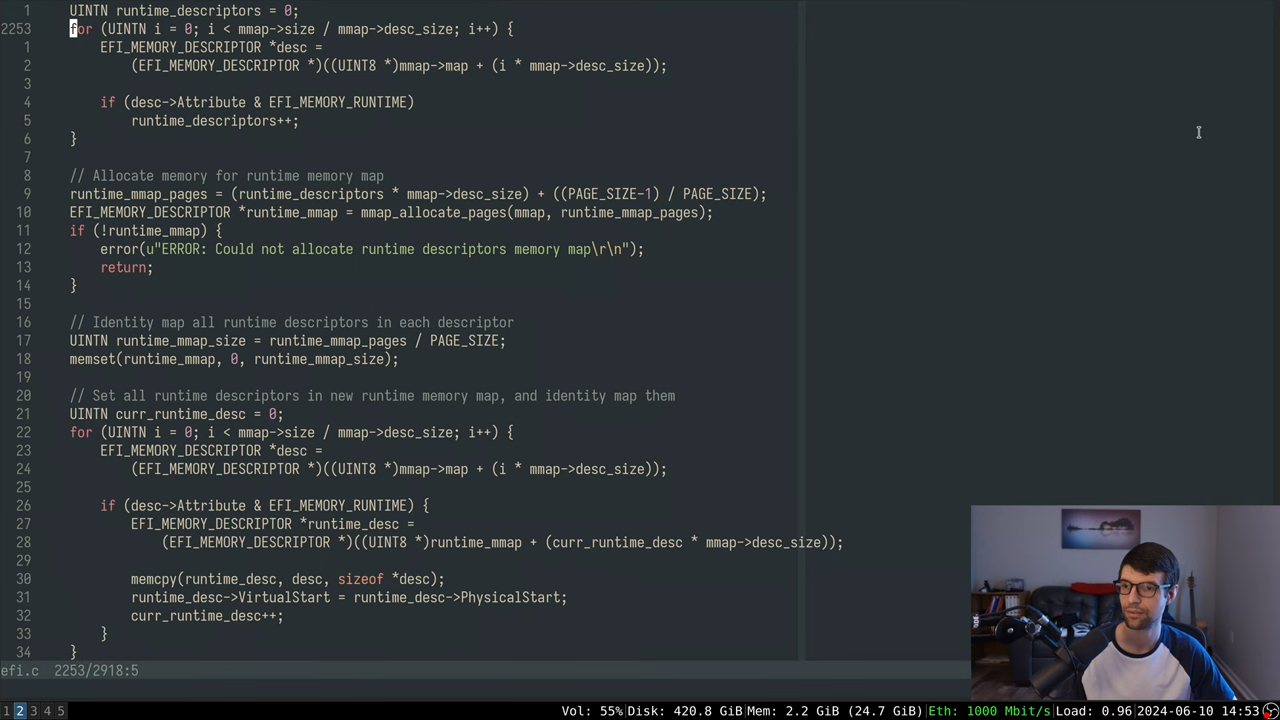 1 UINTN runtime_descriptors = 0;
2253 for (UINTN i = 0; i < mmap->size / mmap->desc_size; i++) {
1 EFI_MEMORY_DESCRIPTOR *desc =
2 (EFI_MEMORY_DESCRIPTOR *)((UINT8 *)mmap->map + (i * mmap->desc_size));
3
4 if (desc->Attribute & EFI_MEMORY_RUNTIME)
5 runtime_descriptors++;
6 }
7
8 // Allocate memory for runtime memory map
9 runtime_mmap_pages = (runtime_descriptors * mmap->desc_size) + ((PAGE_SIZE-1) / PAGE_SIZE);
10 EFI_MEMORY_DESCRIPTOR *runtime_mmap = mmap_allocate_pages(mmap, runtime_mmap_pages);
11 if (!runtime_mmap) {
12 error(u"ERROR: Could not allocate runtime descriptors memory map\r\n");
13 return;
14 }
15
16 // Identity map all runtime descriptors in each descriptor
17 UINTN runtime_mmap_size = runtime_mmap_pages / PAGE_SIZE;
18 memset(runtime_mmap, 0, runtime_mmap_size);
19
20 // Set all runtime descriptors in new runtime memory map, and identity map them
21 UINTN curr_runtime_desc = 0;
22 for (UINTN i = 0; i < mmap->size / mmap->desc_size; i++) {
23 EFI_MEMORY_DESCRIPTOR *desc =
24 (EFI_MEMORY_DESCRIPTOR *)((UINT8 *)mmap->map + (i * mmap->desc_size));
25
26 if (desc->Attribute & EFI_MEMORY_RUNTIME) {
27 EFI_MEMORY_DESCRIPTOR *runtime_desc =
28 (EFI_MEMORY_DESCRIPTOR *)((UINT8 *)runtime_mmap + (curr_runtime_desc * mmap->desc_size));
29
30 memcpy(runtime_desc, desc, sizeof *desc);
31 runtime_desc->VirtualStart = runtime_desc->PhysicalStart;
32 curr_runtime_desc++;
33 }
34 }
efi.c 2253/2918:5
1 2 3 4 5 Vol: 55% Disk: 420.8 GiB Mem: 2.2 GiB (24.7 GiB) Eth: 1000 Mbit/s Load: 0.96 2024-06-10 14:53